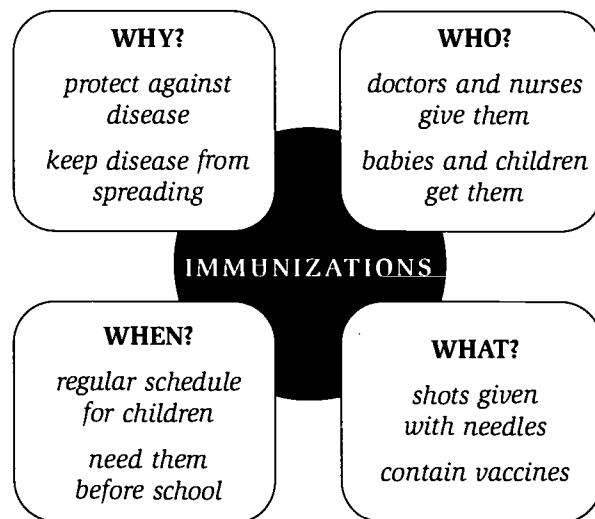 WHY?
protect against
disease
keep disease from
spreading
WHO?
doctors and nurses
give them
babies and children
get them
IMMUNIZATIONS
WHEN?
regular schedule
for children
need them
before school
WHAT?
shots given
with needles
contain vaccines